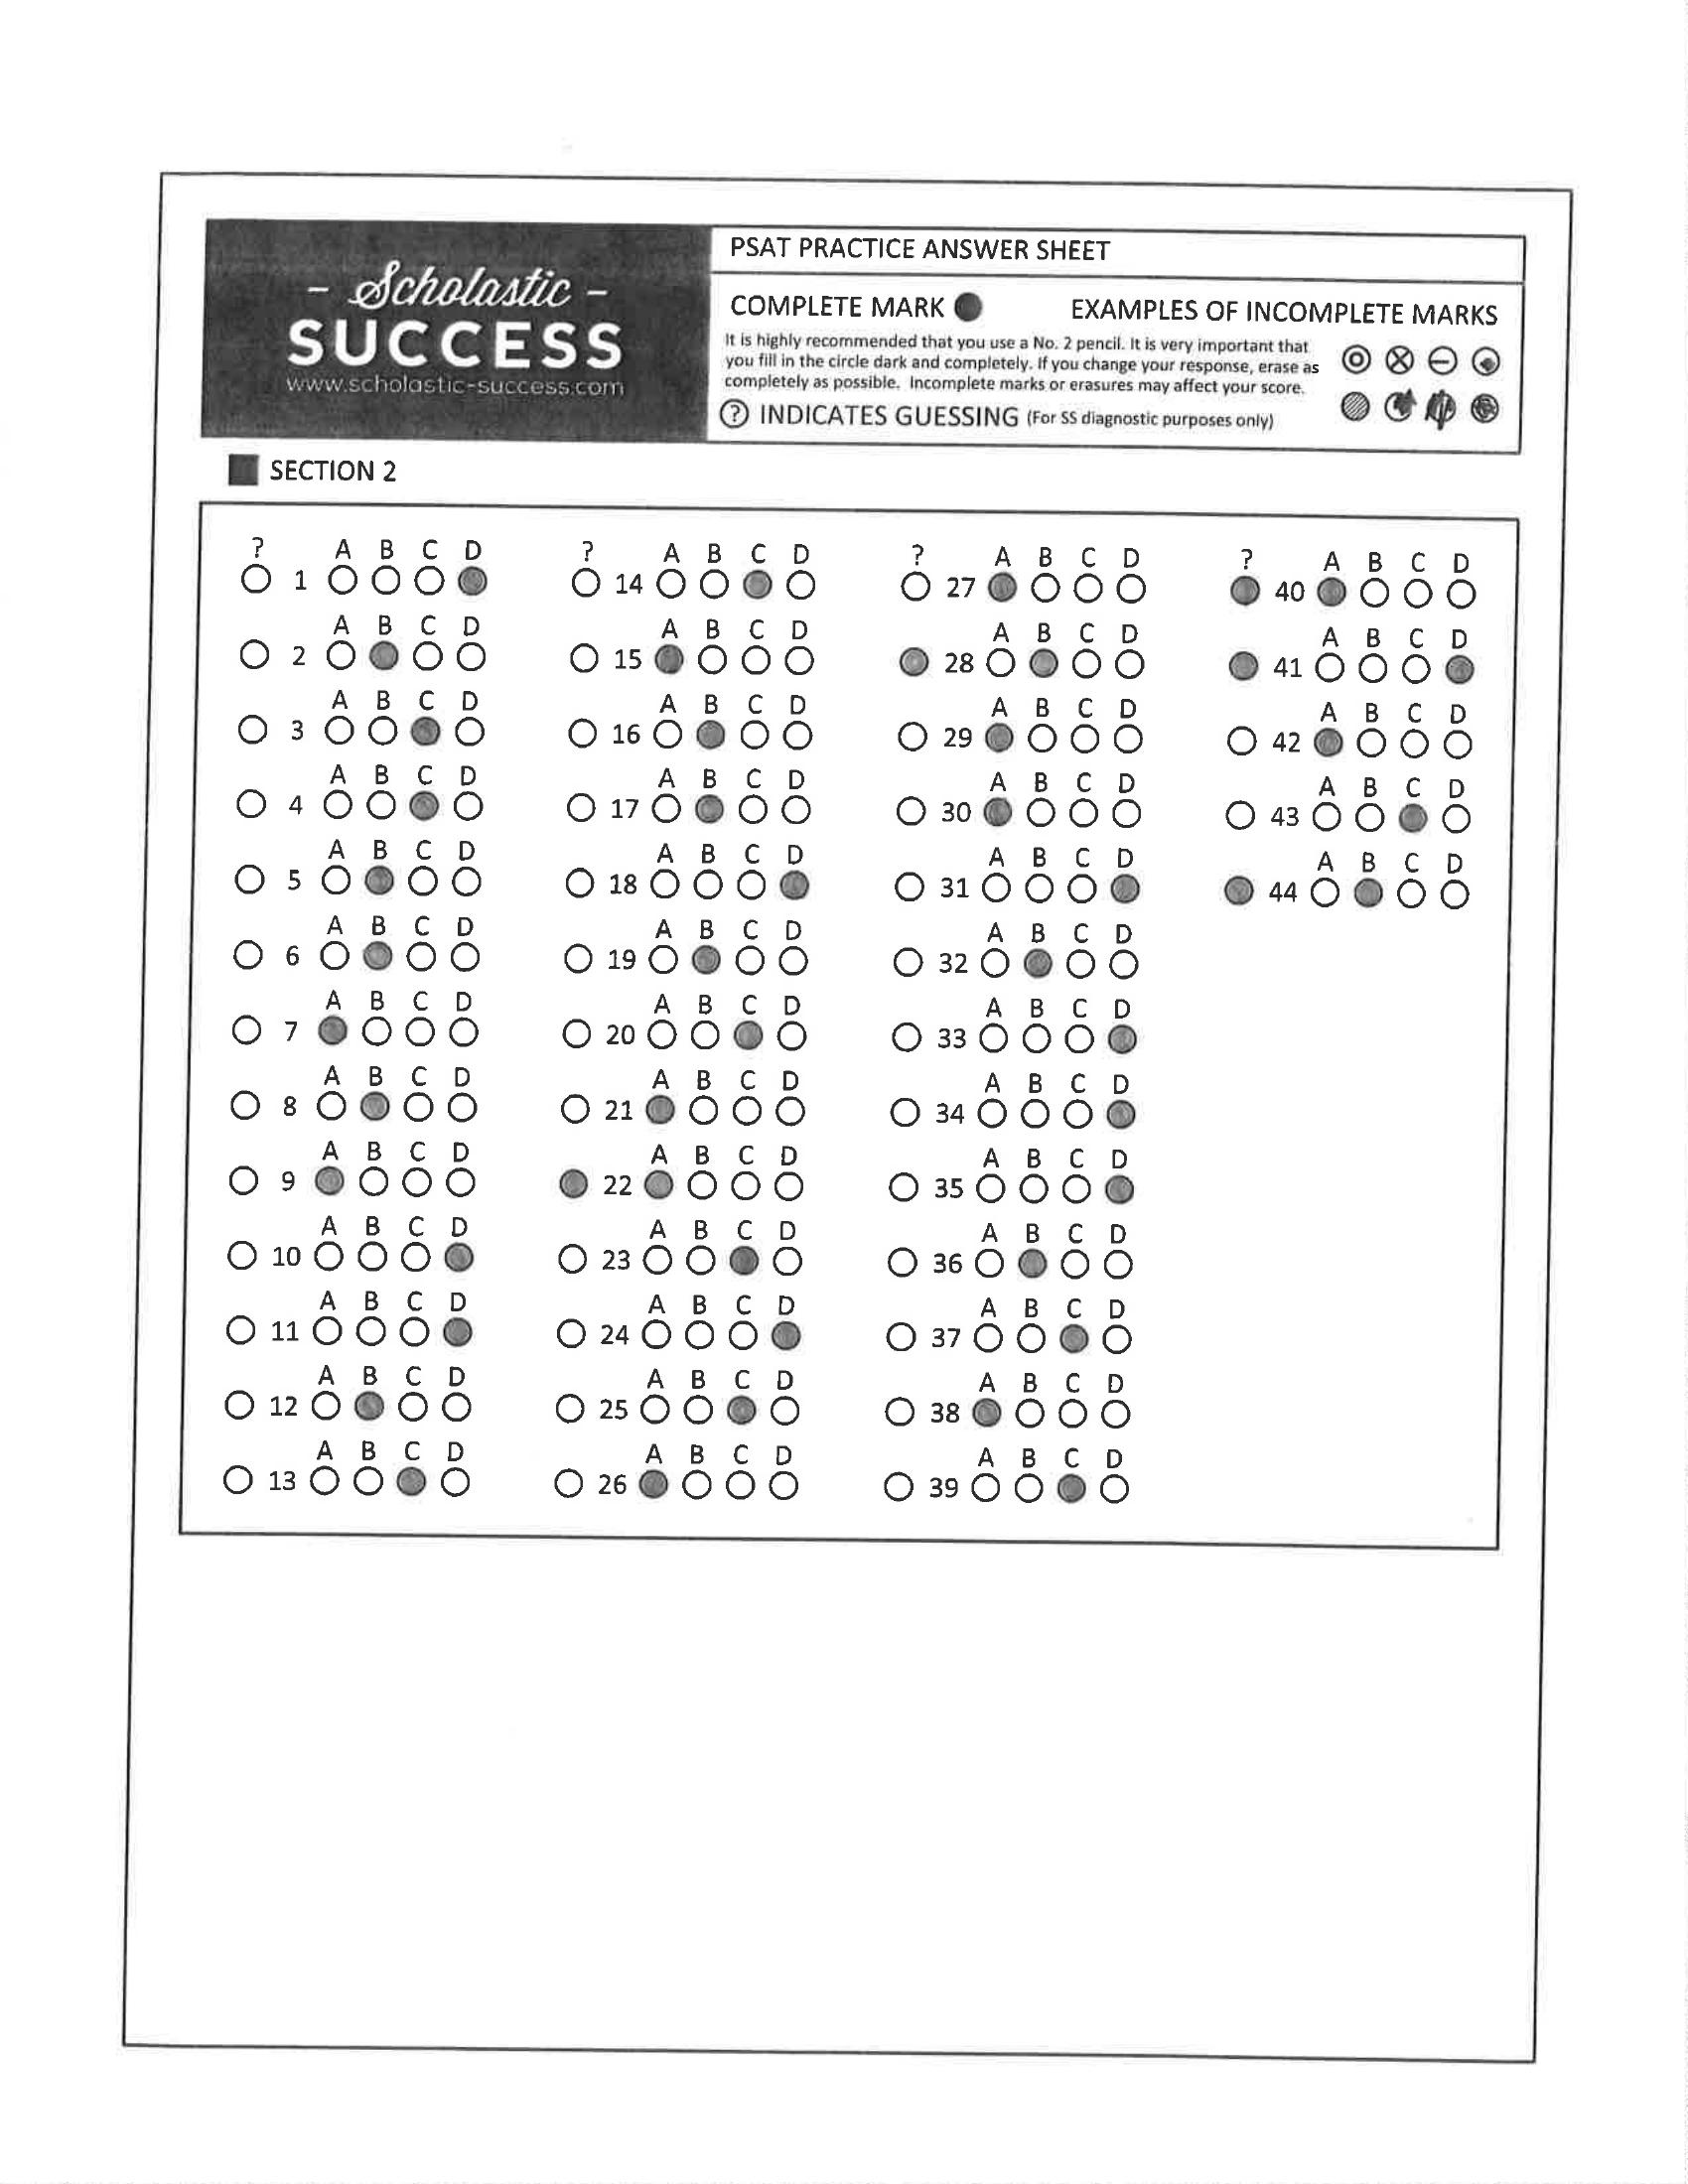 - Scholastic -
SUCCESS
www.scholastic-success.com
PSAT PRACTICE ANSWER SHEET
COMPLETE MARK EXAMPLES OF INCOMPLETE MARKS
It is highly recommended that you use a No. 2 pencil. It is very important that
you fill in the circle dark and completely. If you change your response, erase as
completely as possible. Incomplete marks or erasures may affect your score.
? INDICATES GUESSING (For SS diagnostic purposes only)
SECTION 2
? A B C D
1
A B C D
2
A B C D
3
A B C D
4
A B C D
5
A B C D
6
A B C D
7
A B C D
8
A B C D
9
A B C D
10
A B C D
11
A B C D
12
A B C D
13
? A B C D
14
A B C D
15
A B C D
16
A B C D
17
A B C D
18
A B C D
19
A B C D
20
A B C D
21
A B C D
22
A B C D
23
A B C D
24
A B C D
25
A B C D
26
? A B C D
27
A B C D
28
A B C D
29
A B C D
30
A B C D
31
A B C D
32
A B C D
33
A B C D
34
A B C D
35
A B C D
36
A B C D
37
A B C D
38
A B C D
39
? A B C D
40
A B C D
41
A B C D
42
A B C D
43
A B C D
44